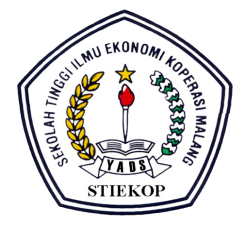 SEKOLAH TINGGI ILMU EKONOMI KOPERASI MALANG
YADS
STIEKOP